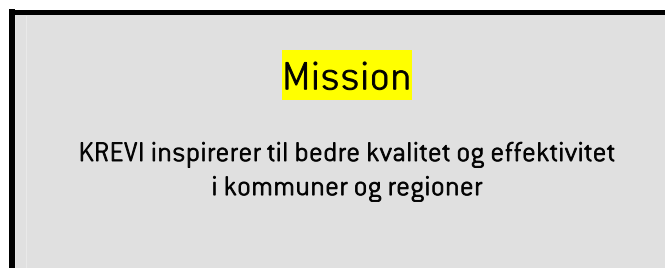 Mission
KREVI inspirerer til bedre kvalitet og effektivitet
i kommuner og regioner